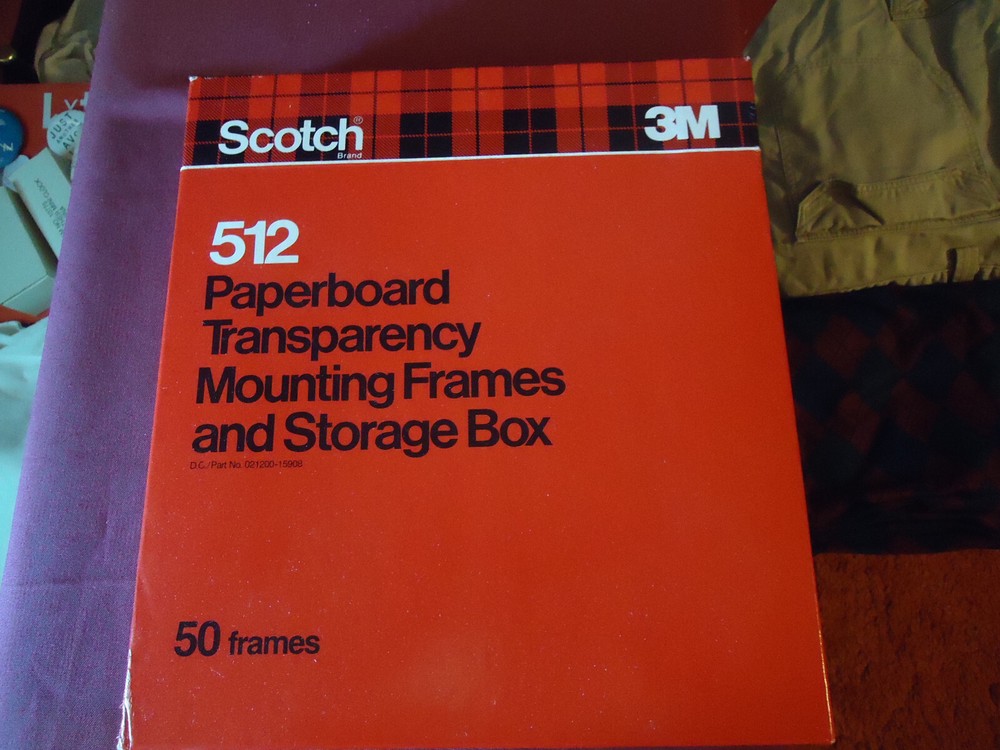 Scotch®
Brand
3M
512
Paperboard
Transparency
Mounting Frames
and Storage Box
D.C./Part No. 021200-15908
50 frames